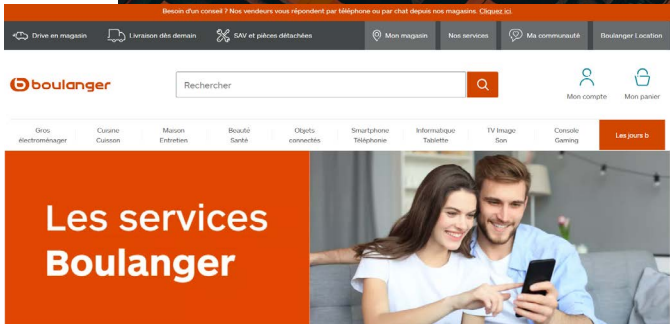 Besoin d'un conseil ? Nos vendeurs vous répondent par téléphone ou par chat depuis nos magasins. Cliquez ici.
Drive en magasin Livraison dès demain SAV et pièces détachées Mon magasin Nos services Ma communauté Boulanger Location
boulanger Rechercher Mon compte Mon panier
Gros électroménager
Cuisine Cuisson
Maison Entretien
Beauté Santé
Objets connectés
Smartphone Téléphonie
Informatique Tablette
TV Image Son
Console Gaming
Les jours b
Les services
Boulanger